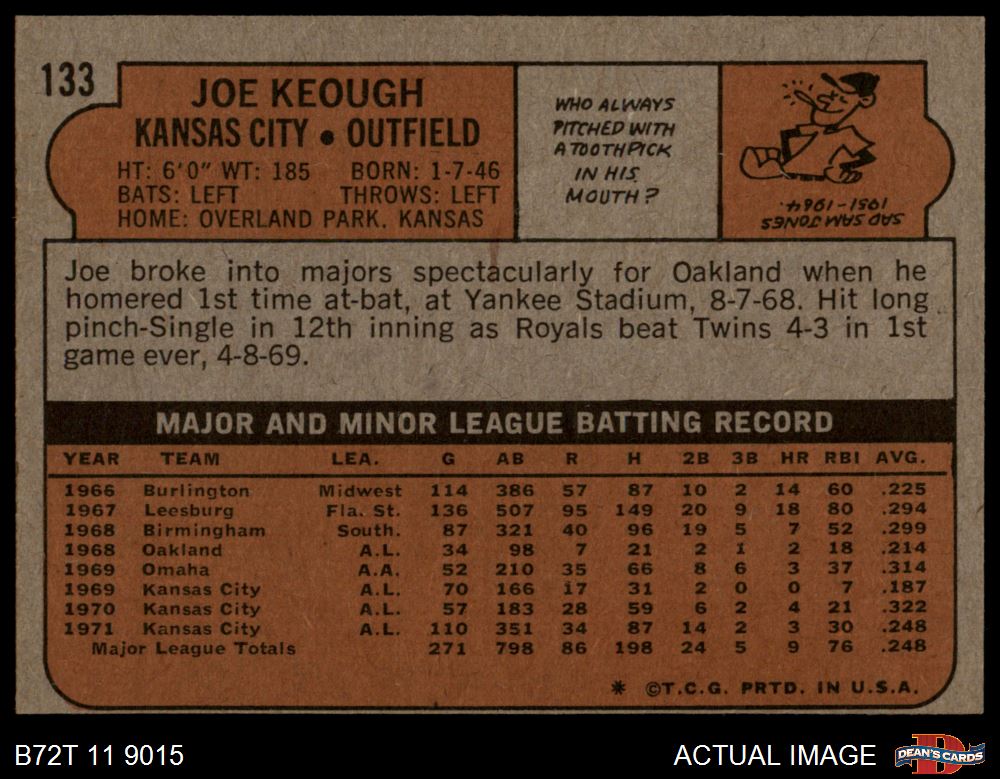 133
JOE KEOUGH
KANSAS CITY • OUTFIELD
HT: 6'0" WT: 185 BORN: 1-7-46
BATS: LEFT THROWS: LEFT
HOME: OVERLAND PARK, KANSAS
WHO ALWAYS
PITCHED WITH
A TOOTHPICK
IN HIS
MOUTH?
SAD SAM JONES
1951-1964.
Joe broke into majors spectacularly for Oakland when he
homered 1st time at-bat, at Yankee Stadium, 8-7-68. Hit long
pinch-Single in 12th inning as Royals beat Twins 4-3 in 1st
game ever, 4-8-69.
MAJOR AND MINOR LEAGUE BATTING RECORD
YEAR TEAM LEA. G AB R H 2B 3B HR RBI AVG.
1966 Burlington Midwest 114 386 57 87 10 2 14 60 .225
1967 Leesburg Fla. St. 136 507 95 149 20 9 18 80 .294
1968 Birmingham South. 87 321 40 96 19 5 7 52 .299
1968 Oakland A.L. 34 98 7 21 2 1 2 18 .214
1969 Omaha A.A. 52 210 35 66 8 6 3 37 .314
1969 Kansas City A.L. 70 166 17 31 2 0 0 7 .187
1970 Kansas City A.L. 57 183 28 59 6 2 4 21 .322
1971 Kansas City A.L. 110 351 34 87 14 2 3 30 .248
Major League Totals 271 798 86 198 24 5 9 76 .248
* ©T.C.G. PRTD. IN U.S.A.
B72T 11 9015
ACTUAL IMAGE
DEAN'S CARDS